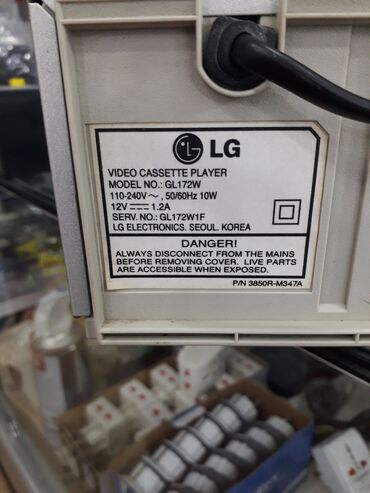 LG
VIDEO CASSETTE PLAYER
MODEL NO.: GL172W
110-240V ~ , 50/60Hz 10W
12V ⎓ 1.2A
SERV. NO.: GL172W1F
LG ELECTRONICS. SEOUL. KOREA
DANGER!
ALWAYS DISCONNECT FROM THE MAINS
BEFORE REMOVING COVER. LIVE PARTS
ARE ACCESSIBLE WHEN EXPOSED.
P/N 3850R-M347A